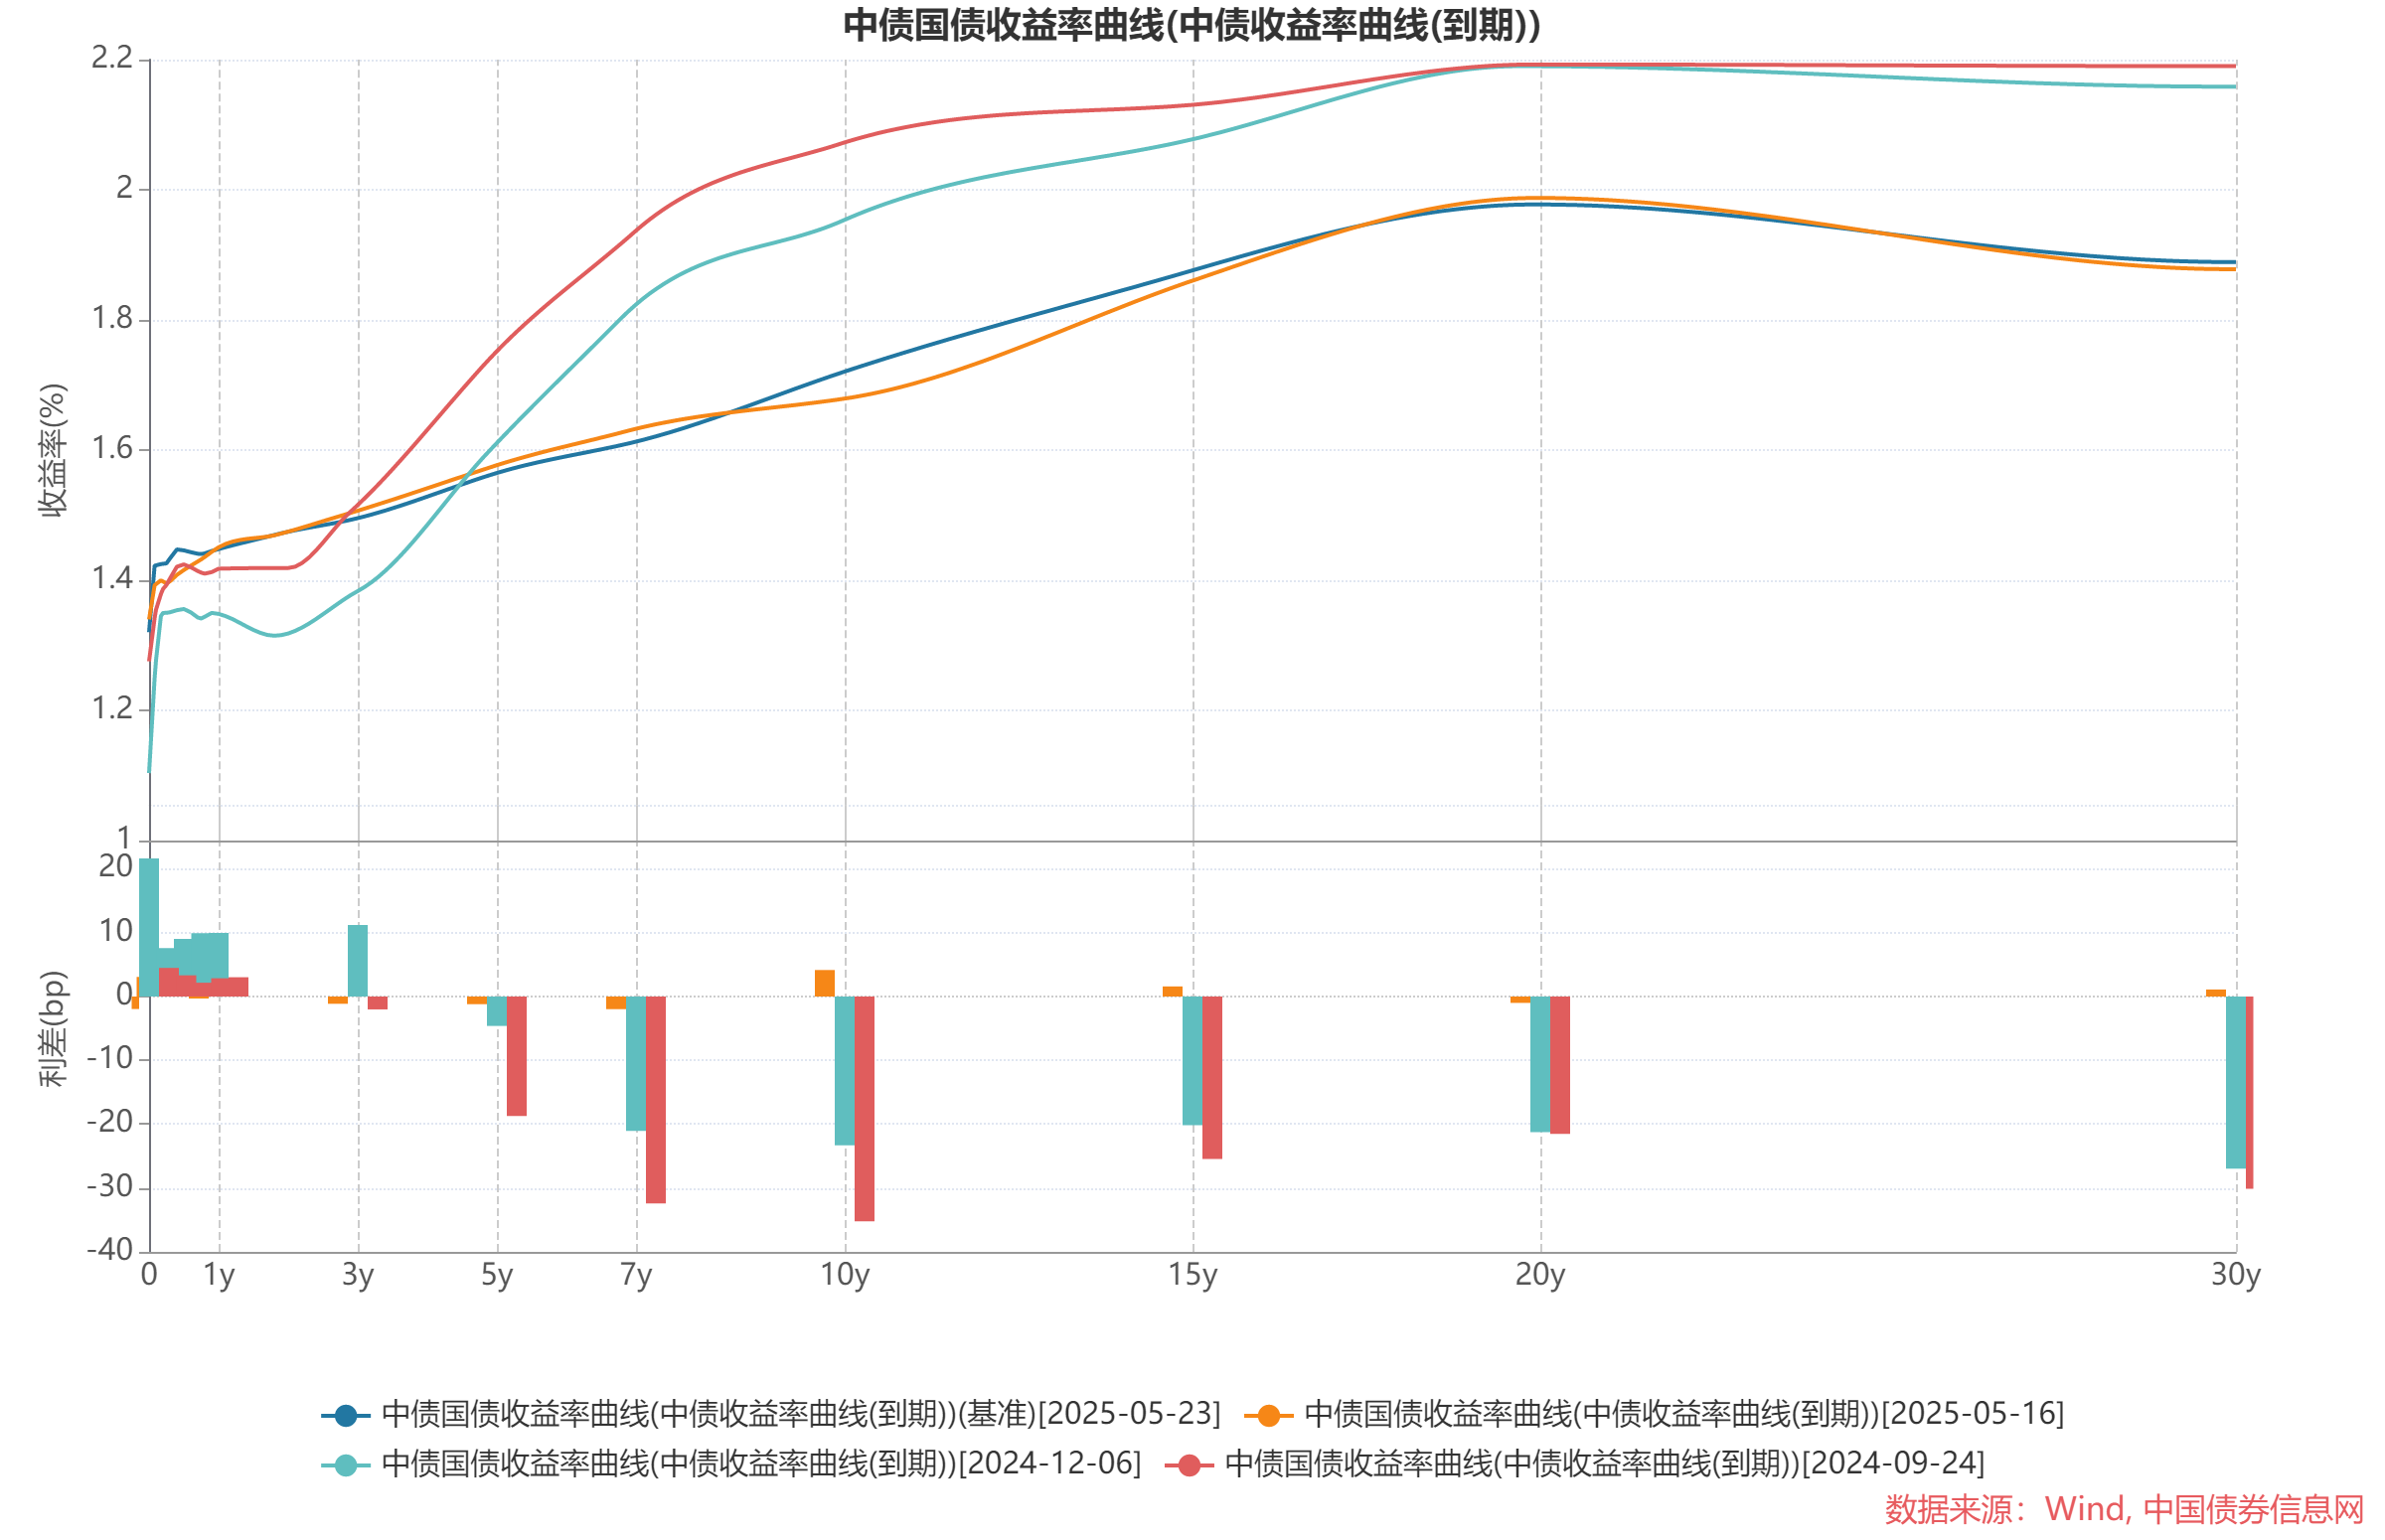 中债国债收益率曲线(中债收益率曲线(到期))
2.2
2
1.8
1.6
1.4
1.2
1
收益率(%)
20
10
0
-10
-20
-30
-40
利差(bp)
0 1y 3y 5y 7y 10y 15y 20y 30y
中债国债收益率曲线(中债收益率曲线(到期))(基准)[2025-05-23] 中债国债收益率曲线(中债收益率曲线(到期))[2025-05-16]
中债国债收益率曲线(中债收益率曲线(到期))[2024-12-06] 中债国债收益率曲线(中债收益率曲线(到期))[2024-09-24]
数据来源：Wind, 中国债券信息网